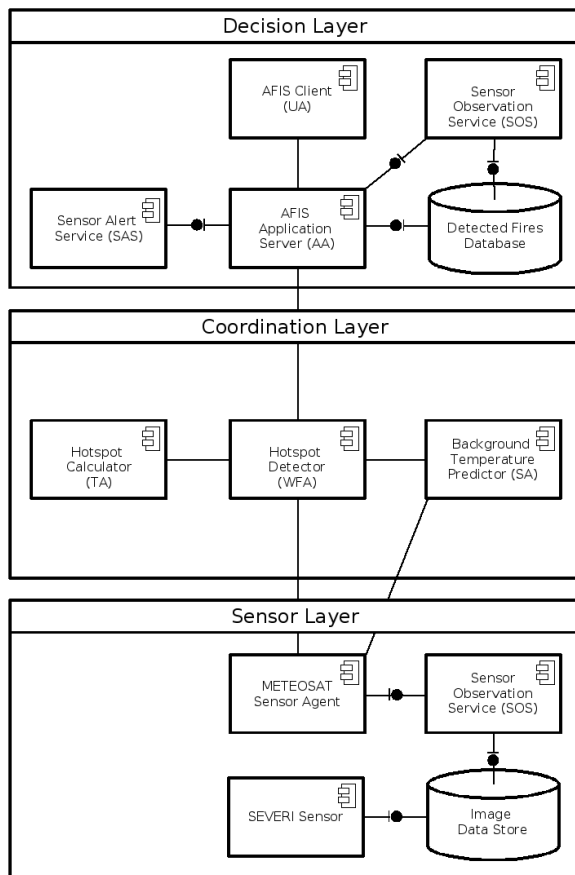 Decision Layer
AFIS Client
(UA)
Sensor
Observation
Service (SOS)
Sensor Alert
Service (SAS)
AFIS
Application
Server (AA)
Detected Fires
Database
Coordination Layer
Hotspot
Calculator
(TA)
Hotspot
Detector
(WFA)
Background
Temperature
Predictor (SA)
Sensor Layer
METEOSAT
Sensor Agent
Sensor
Observation
Service (SOS)
SEVERI Sensor
Image
Data Store